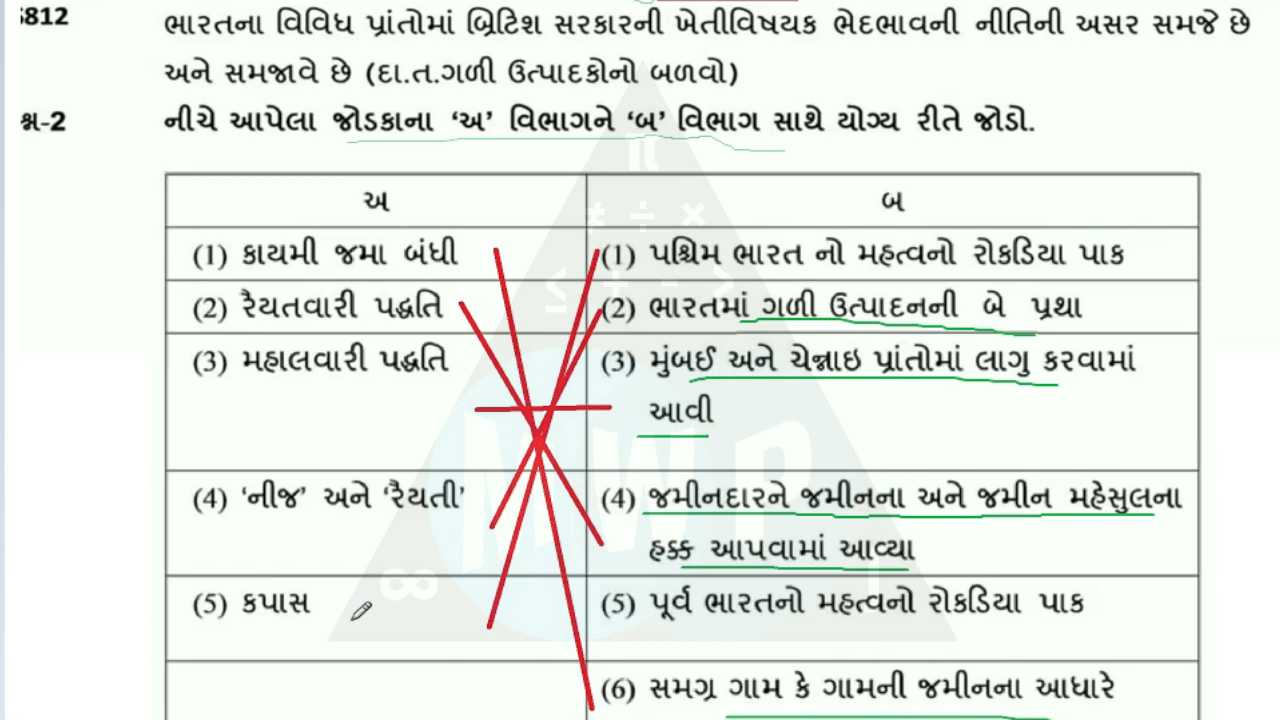 5812 ભારતના વિવિધ પ્રાંતોમાં બ્રિટિશ સરકારની ખેતીવિષયક ભેદભાવની નીતિની અસર સમજે છે
અને સમજાવે છે (દા.ત.ગળી ઉત્પાદકોનો બળવો)
શ્ન-2 નીચે આપેલા જોડકાના ‘અ’ વિભાગને ‘બ’ વિભાગ સાથે યોગ્ય રીતે જોડો.
અ બ
(1) કાયમી જમા બંધી (1) પશ્ચિમ ભારત નો મહત્વનો રોકડિયા પાક
(2) રૈયતવારી પદ્ધતિ (2) ભારતમાં ગળી ઉત્પાદનની બે પ્રથા
(3) મહાલવારી પદ્ધતિ (3) મુંબઈ અને ચેન્નાઇ પ્રાંતોમાં લાગુ કરવામાં
આવી
(4) ‘નીજ’ અને ‘રૈયતી’ (4) જમીનદારને જમીનના અને જમીન મહેસુલના
હક્ક આપવામાં આવ્યા
(5) કપાસ (5) પૂર્વ ભારતનો મહત્વનો રોકડિયા પાક
(6) સમગ્ર ગામ કે ગામની જમીનના આધારે
MWP